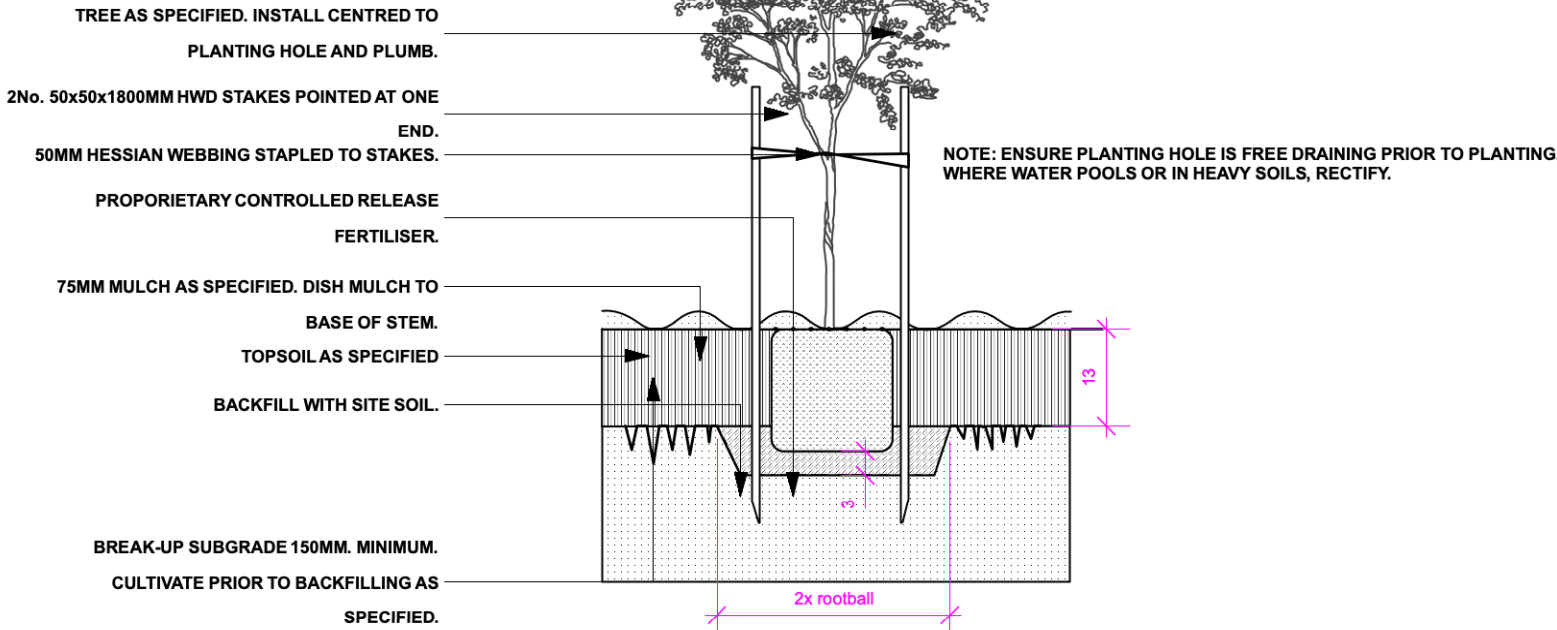 TREE AS SPECIFIED. INSTALL CENTRED TO
PLANTING HOLE AND PLUMB.
2No. 50x50x1800MM HWD STAKES POINTED AT ONE
END.
50MM HESSIAN WEBBING STAPLED TO STAKES.
NOTE: ENSURE PLANTING HOLE IS FREE DRAINING PRIOR TO PLANTING.
WHERE WATER POOLS OR IN HEAVY SOILS, RECTIFY.
PROPORIETARY CONTROLLED RELEASE
FERTILISER.
75MM MULCH AS SPECIFIED. DISH MULCH TO
BASE OF STEM.
TOPSOIL AS SPECIFIED
13
BACKFILL WITH SITE SOIL.
3
BREAK-UP SUBGRADE 150MM. MINIMUM.
CULTIVATE PRIOR TO BACKFILLING AS
SPECIFIED.
2x rootball